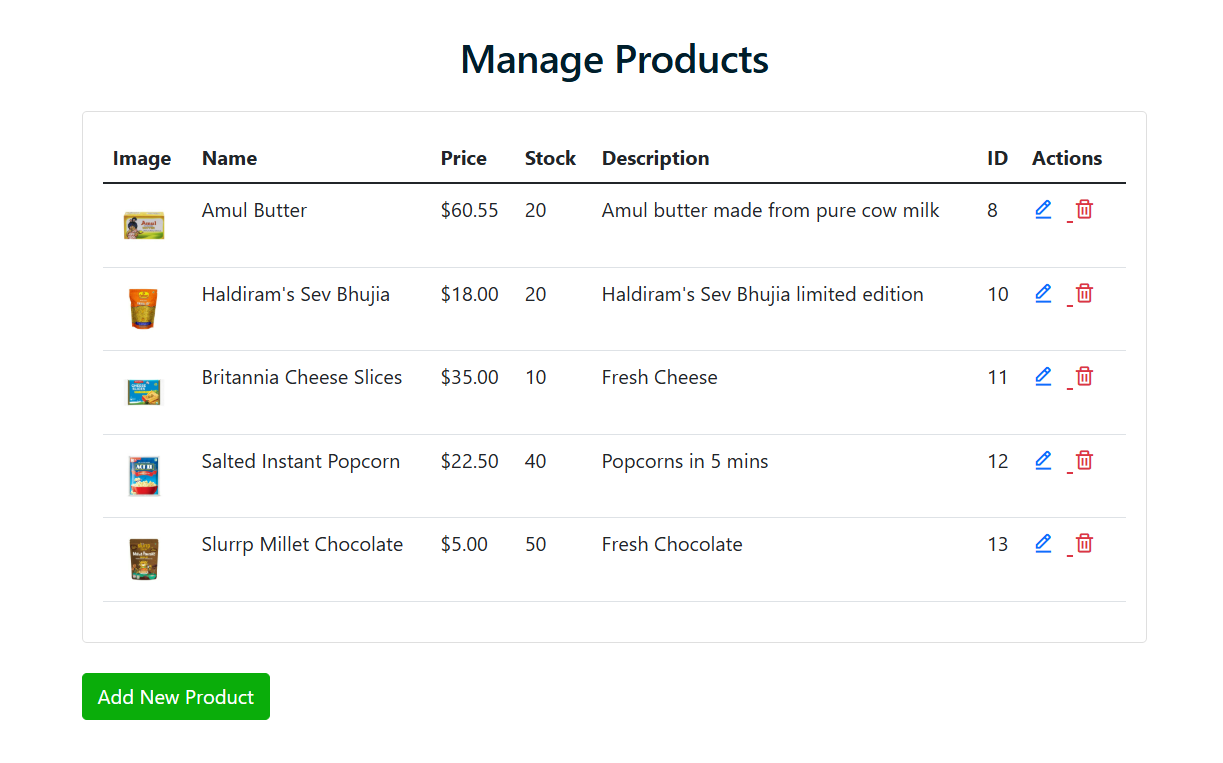 Manage Products
Image Name Price Stock Description ID Actions
Amul Butter $60.55 20 Amul butter made from pure cow milk 8
Haldiram's Sev Bhujia $18.00 20 Haldiram's Sev Bhujia limited edition 10
Britannia Cheese Slices $35.00 10 Fresh Cheese 11
Salted Instant Popcorn $22.50 40 Popcorns in 5 mins 12
Slurrp Millet Chocolate $5.00 50 Fresh Chocolate 13
Add New Product